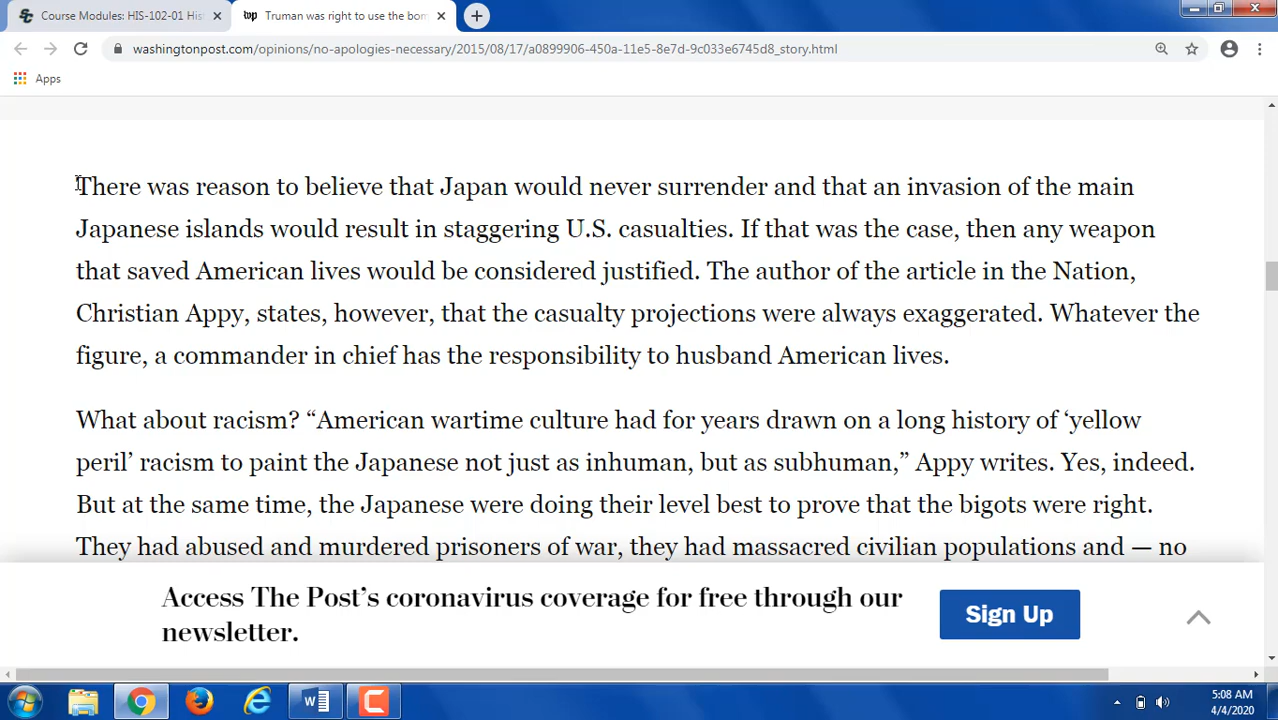 Course Modules: HIS-102-01 His
wp
Truman was right to use the bom
washingtonpost.com/opinions/no-apologies-necessary/2015/08/17/a0899906-450a-11e5-8e7d-9c033e6745d8_story.html
Apps
There was reason to believe that Japan would never surrender and that an invasion of the main
Japanese islands would result in staggering U.S. casualties. If that was the case, then any weapon
that saved American lives would be considered justified. The author of the article in the Nation,
Christian Appy, states, however, that the casualty projections were always exaggerated. Whatever the
figure, a commander in chief has the responsibility to husband American lives.
What about racism? “American wartime culture had for years drawn on a long history of ‘yellow
peril’ racism to paint the Japanese not just as inhuman, but as subhuman,” Appy writes. Yes, indeed.
But at the same time, the Japanese were doing their level best to prove that the bigots were right.
They had abused and murdered prisoners of war, they had massacred civilian populations and — no
Access The Post’s coronavirus coverage for free through our
newsletter.
Sign Up
5:08 AM
4/4/2020